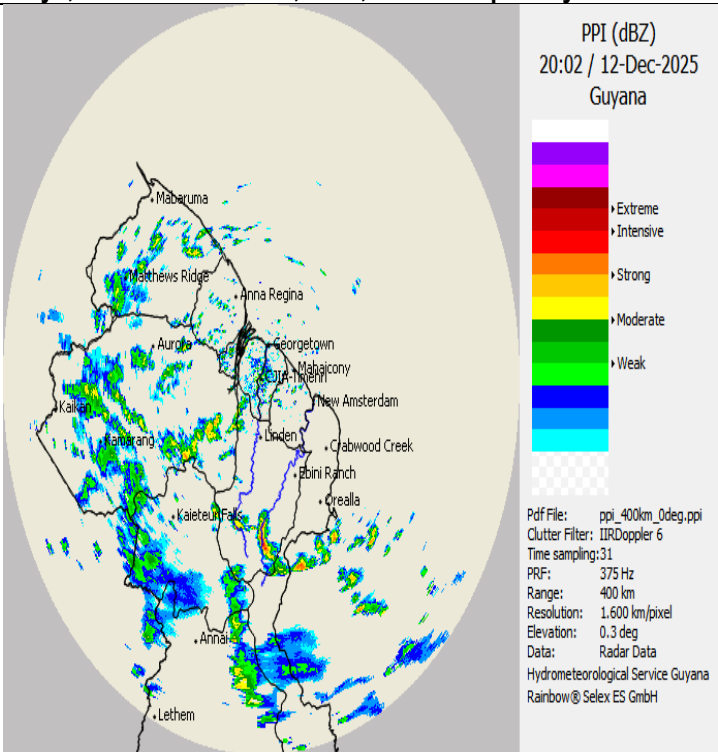 PPI (dBZ)
20:02 / 12-Dec-2025
Guyana
Extreme
Intensive
Strong
Moderate
Weak
Mabaruma
Matthews Ridge
Anna Regina
Aurora
Georgetown
Mahaicony
CJIA-Timehri
New Amsterdam
Kaikan
Kamarang
Linden
Crabwood Creek
Ebini Ranch
Orealla
Kaieteur Falls
Annai
Lethem
Pdf File: ppi_400km_0deg.ppi
Clutter Filter: IIRDoppler 6
Time sampling:31
PRF: 375 Hz
Range: 400 km
Resolution: 1.600 km/pixel
Elevation: 0.3 deg
Data: Radar Data
Hydrometeorological Service Guyana
Rainbow® Selex ES GmbH